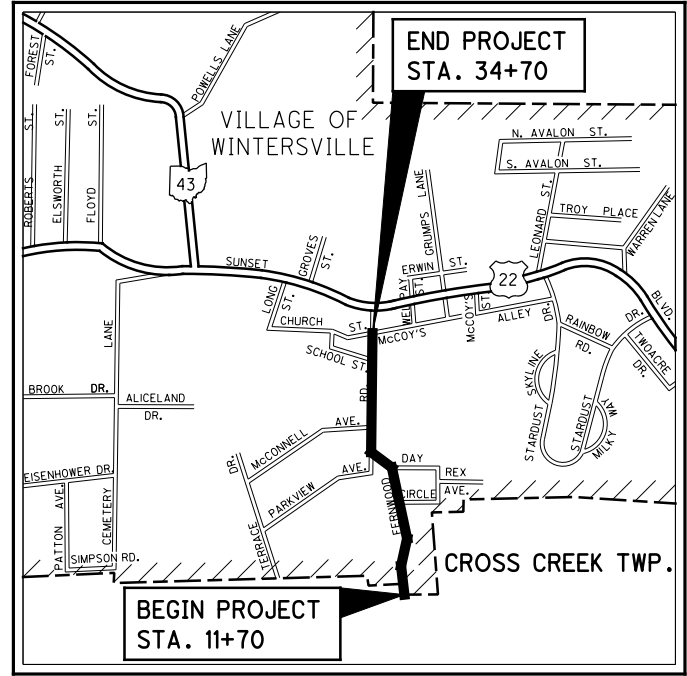 END PROJECT
STA. 34+70
FOREST ST.
POWELLS LANE
VILLAGE OF
WINTERSVILLE
43
ROBERTS ST.
ELSWORTH ST.
FLOYD ST.
N. AVALON ST.
S. AVALON ST.
LEONARD ST.
TROY PLACE
WARREN LANE
GRUMPS LANE
SUNSET
GROVES ST.
LONG ST.
ERWIN ST.
22
WELDAY ST.
McCOY'S ST.
CHURCH ST.
McCOY'S ALLEY
DR.
BLVD.
SCHOOL ST.
RAINBOW RD.
DR.
TWOACRE DR.
LANE
RD.
SKYLINE
BROOK DR.
ALICELAND
DR.
STARDUST
STARDUST
MILKY WAY
McCONNELL AVE.
DR.
PARKVIEW AVE.
DAY
CIRCLE
REX
AVE.
EISENHOWER DR.
PATTON AVE.
CEMETERY
TERRACE
FERNWOOD
SIMPSON RD.
CROSS CREEK TWP.
BEGIN PROJECT
STA. 11+70